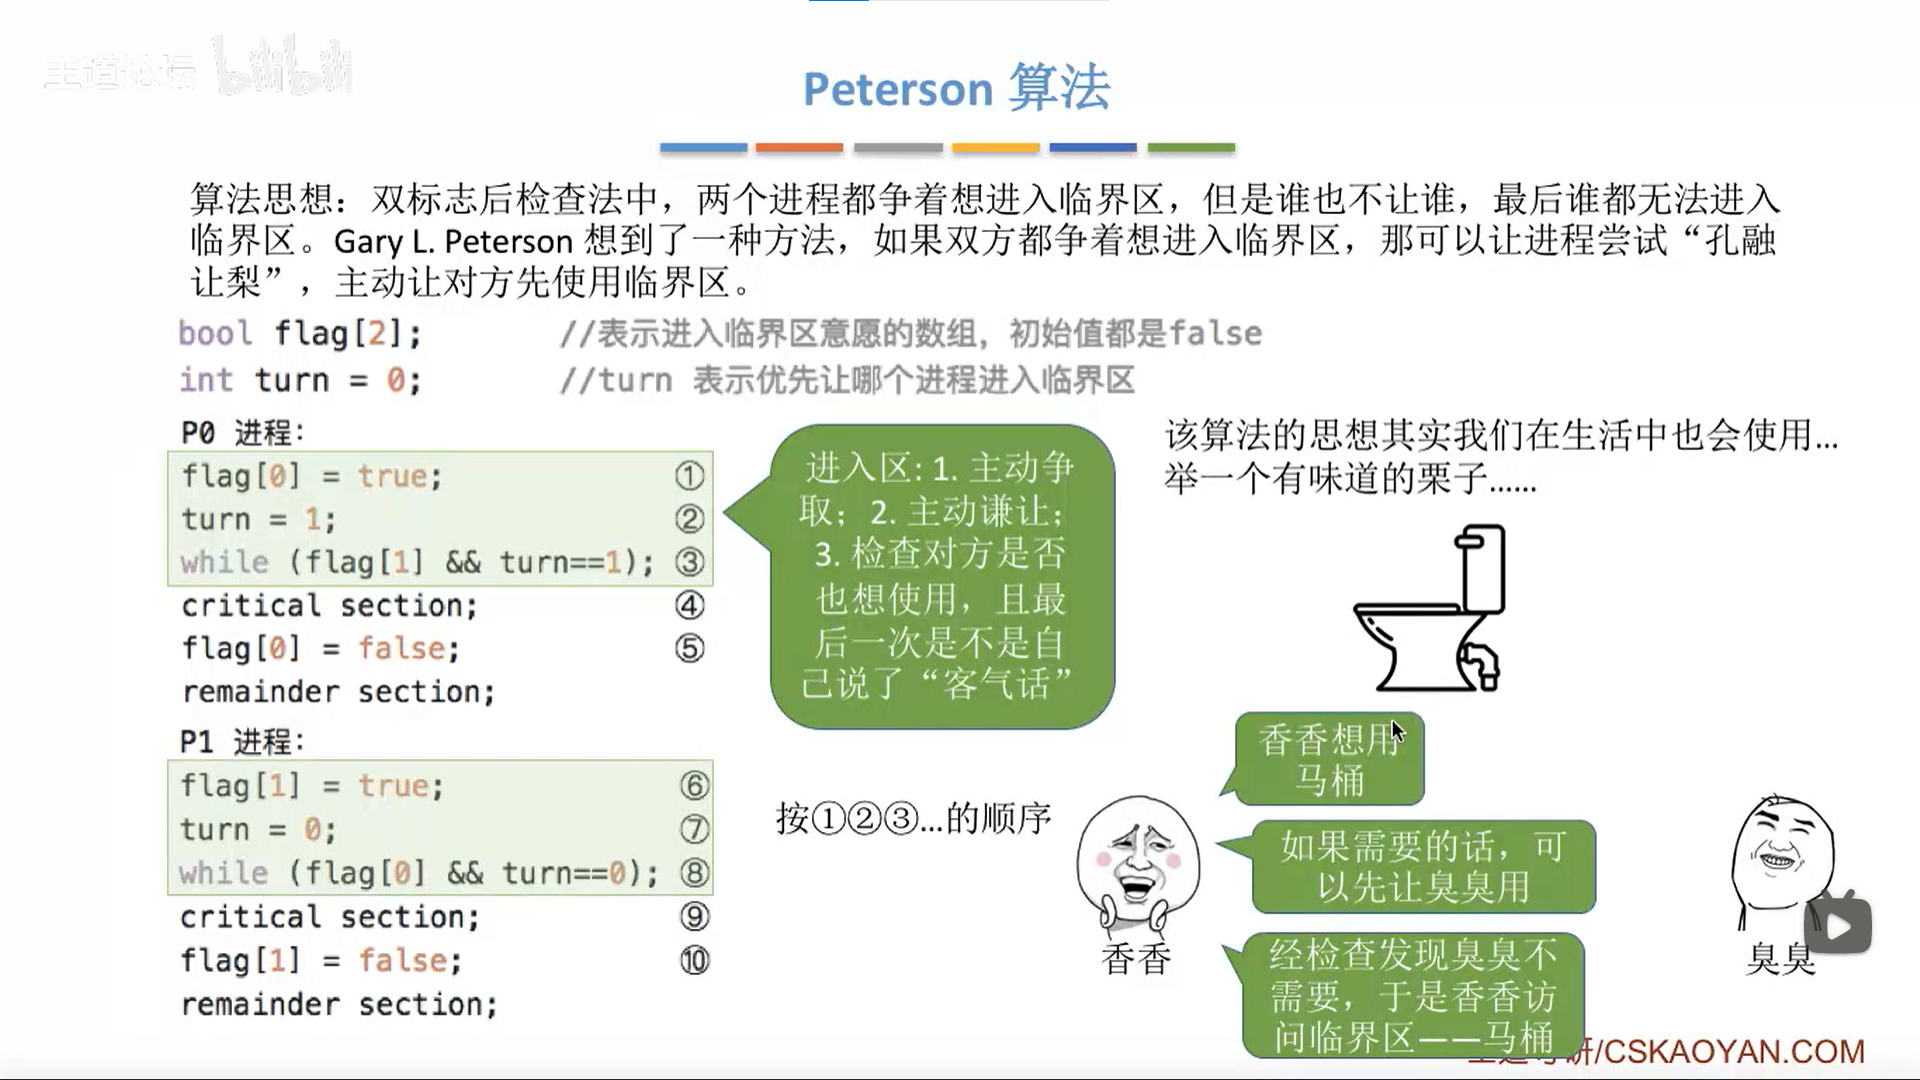 王道论坛 bilibili
Peterson 算法
算法思想：双标志后检查法中，两个进程都争着想进入临界区，但是谁也不让谁，最后谁都无法进入
临界区。Gary L. Peterson 想到了一种方法，如果双方都争着想进入临界区，那可以让进程尝试“孔融
让梨”，主动让对方先使用临界区。
bool flag[2]; //表示进入临界区意愿的数组，初始值都是false
int turn = 0; //turn 表示优先让哪个进程进入临界区
P0 进程：
flag[0] = true; ①
turn = 1; ②
while (flag[1] && turn==1); ③
critical section; ④
flag[0] = false; ⑤
remainder section;
P1 进程：
flag[1] = true; ⑥
turn = 0; ⑦
while (flag[0] && turn==0); ⑧
critical section; ⑨
flag[1] = false; ⑩
remainder section;
进入区: 1. 主动争
取；2. 主动谦让；
3. 检查对方是否
也想使用，且最
后一次是不是自
己说了“客气话”
该算法的思想其实我们在生活中也会使用...
举一个有味道的栗子......
按①②③...的顺序
香香想用
马桶
如果需要的话，可
以先让臭臭用
经检查发现臭臭不
需要，于是香香访
问临界区——马桶
香香
臭臭
王道考研/CSKAOYAN.COM